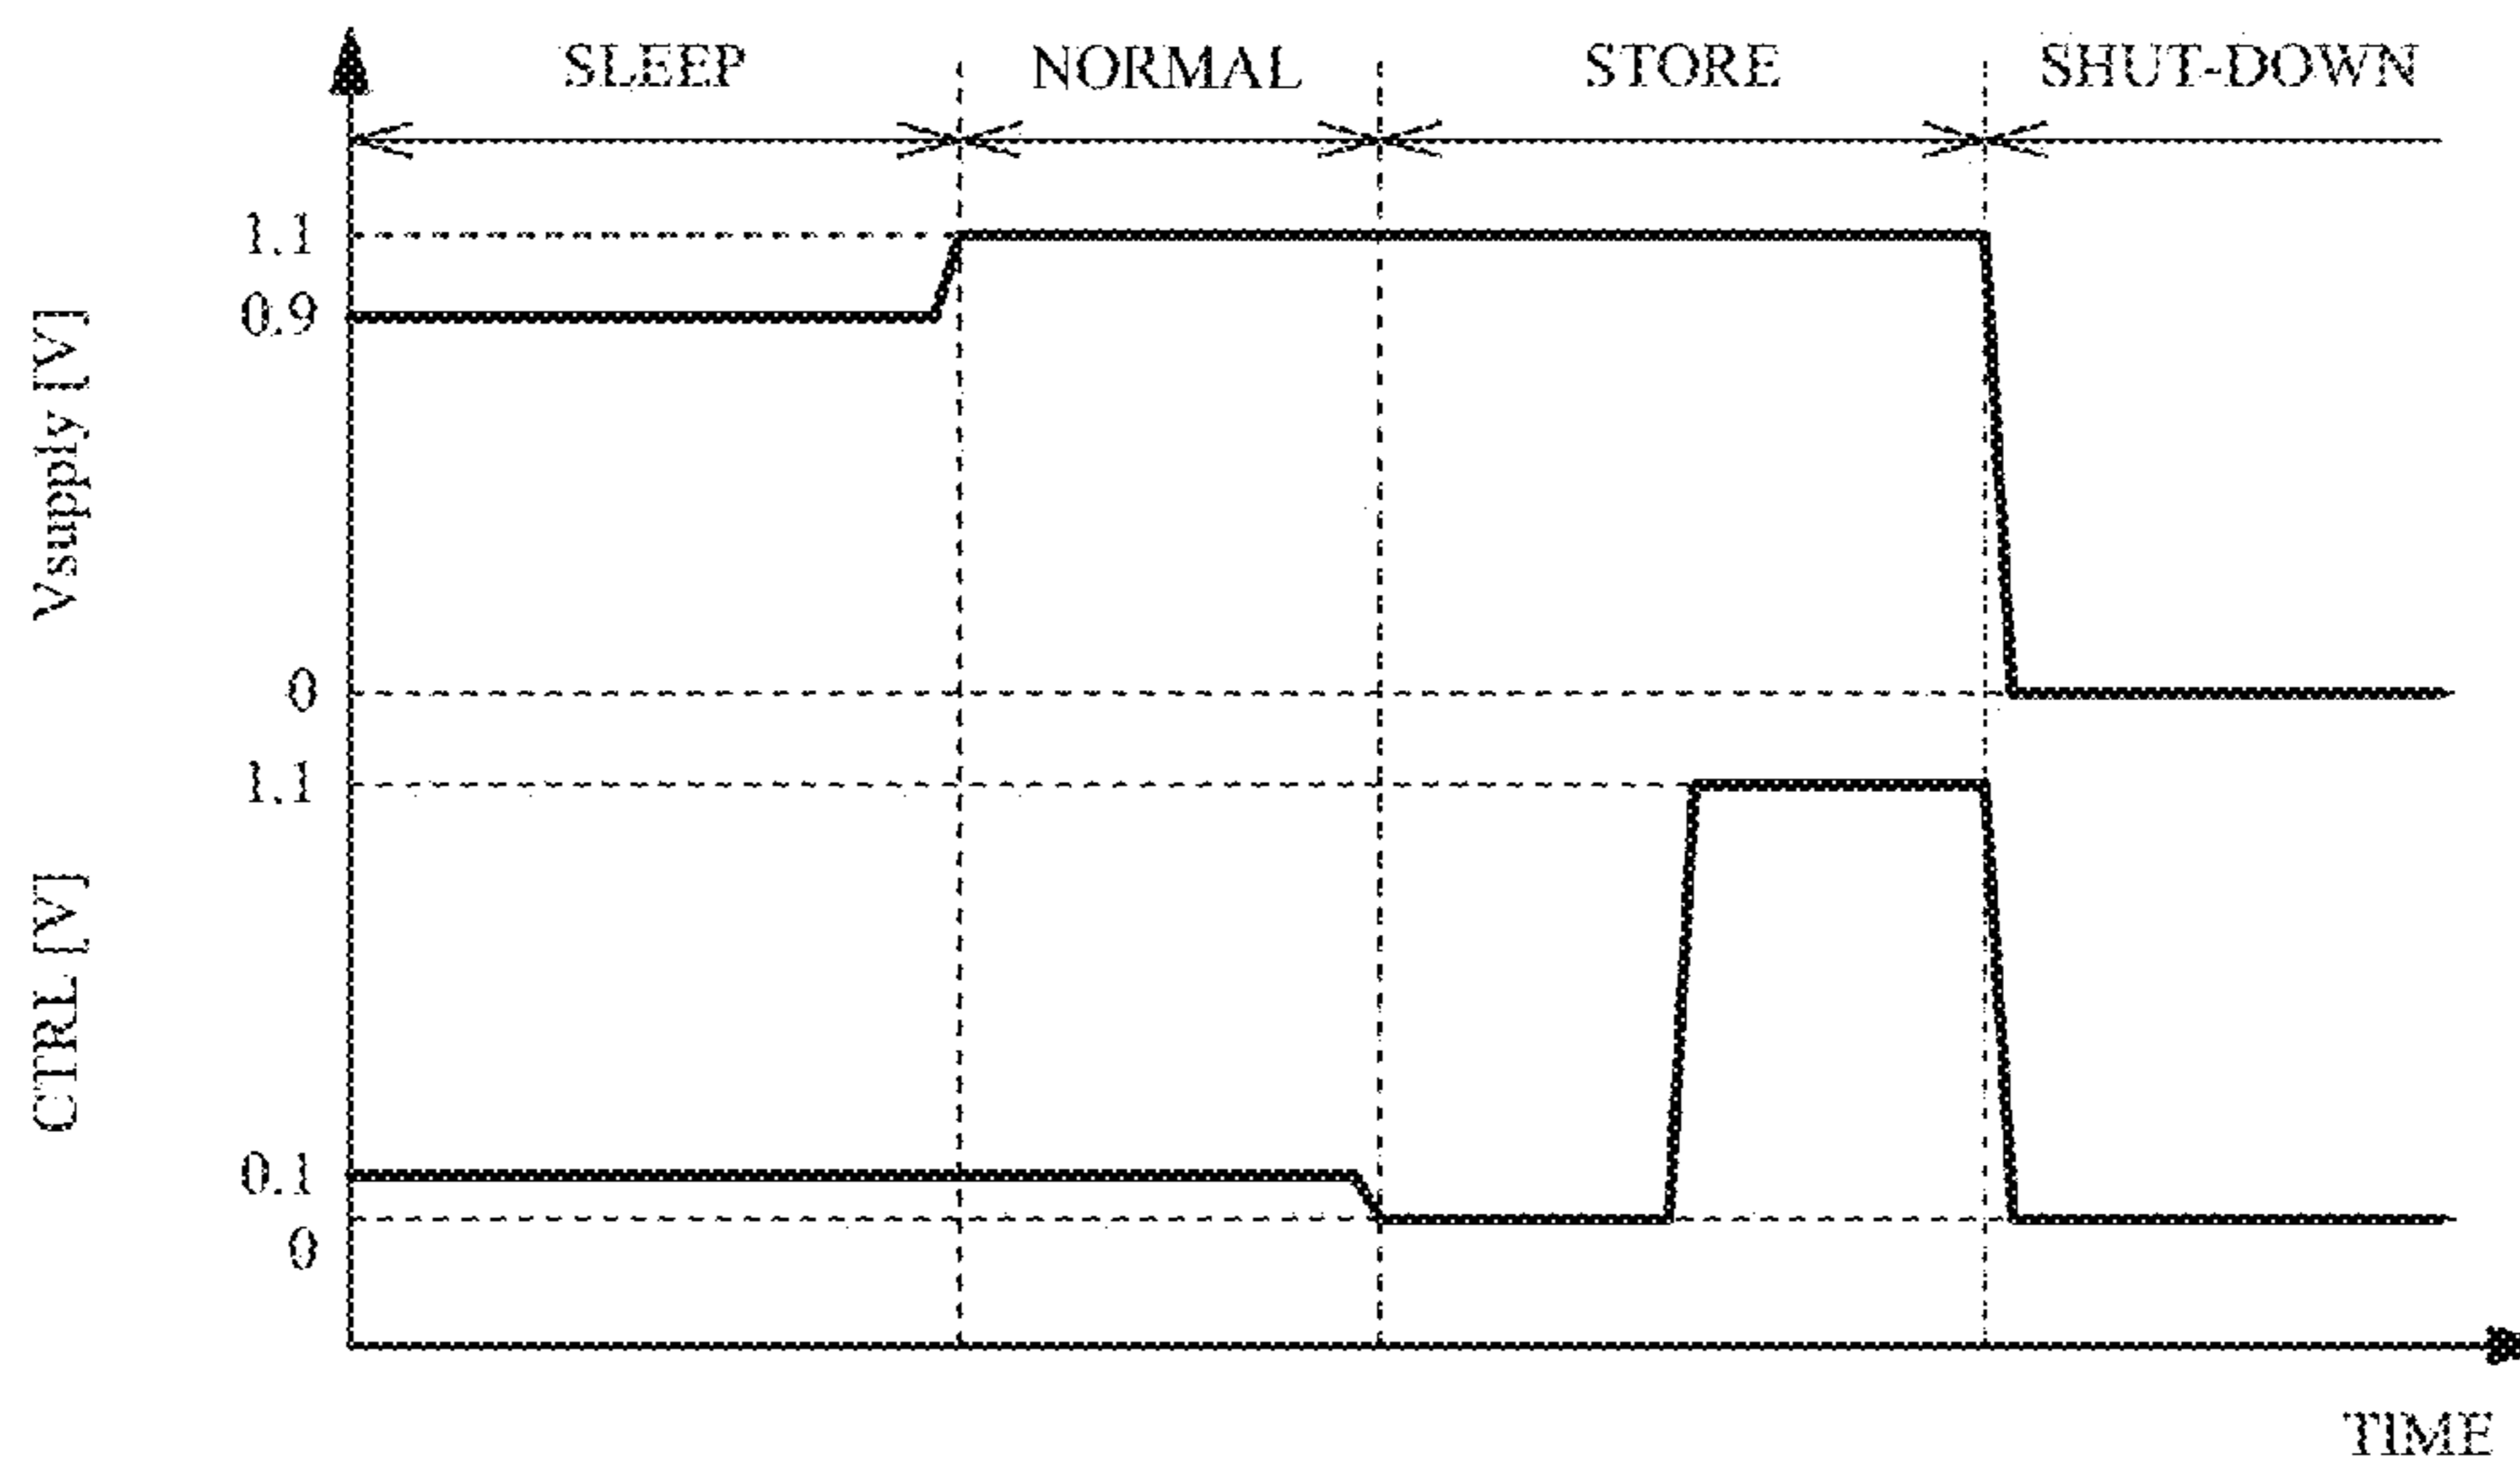 SLEEP NORMAL STORE SHUT-DOWN
1.1
0.9
Vsupply [V]
0
1.1
CTRL [V]
0.1
0
TIME